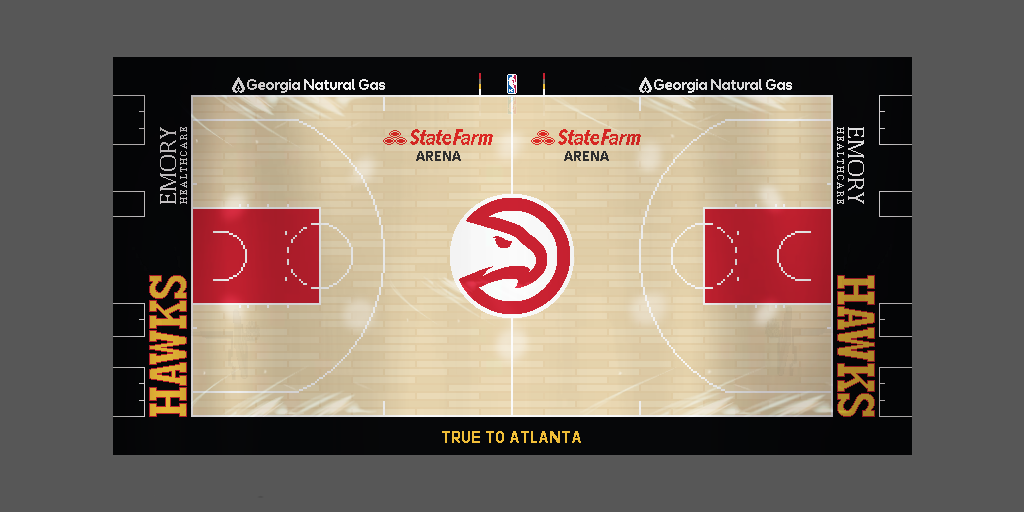 Georgia Natural Gas
Georgia Natural Gas
StateFarm
ARENA
StateFarm
ARENA
EMORY
HEALTHCARE
EMORY
HEALTHCARE
HAWKS
HAWKS
TRUE TO ATLANTA